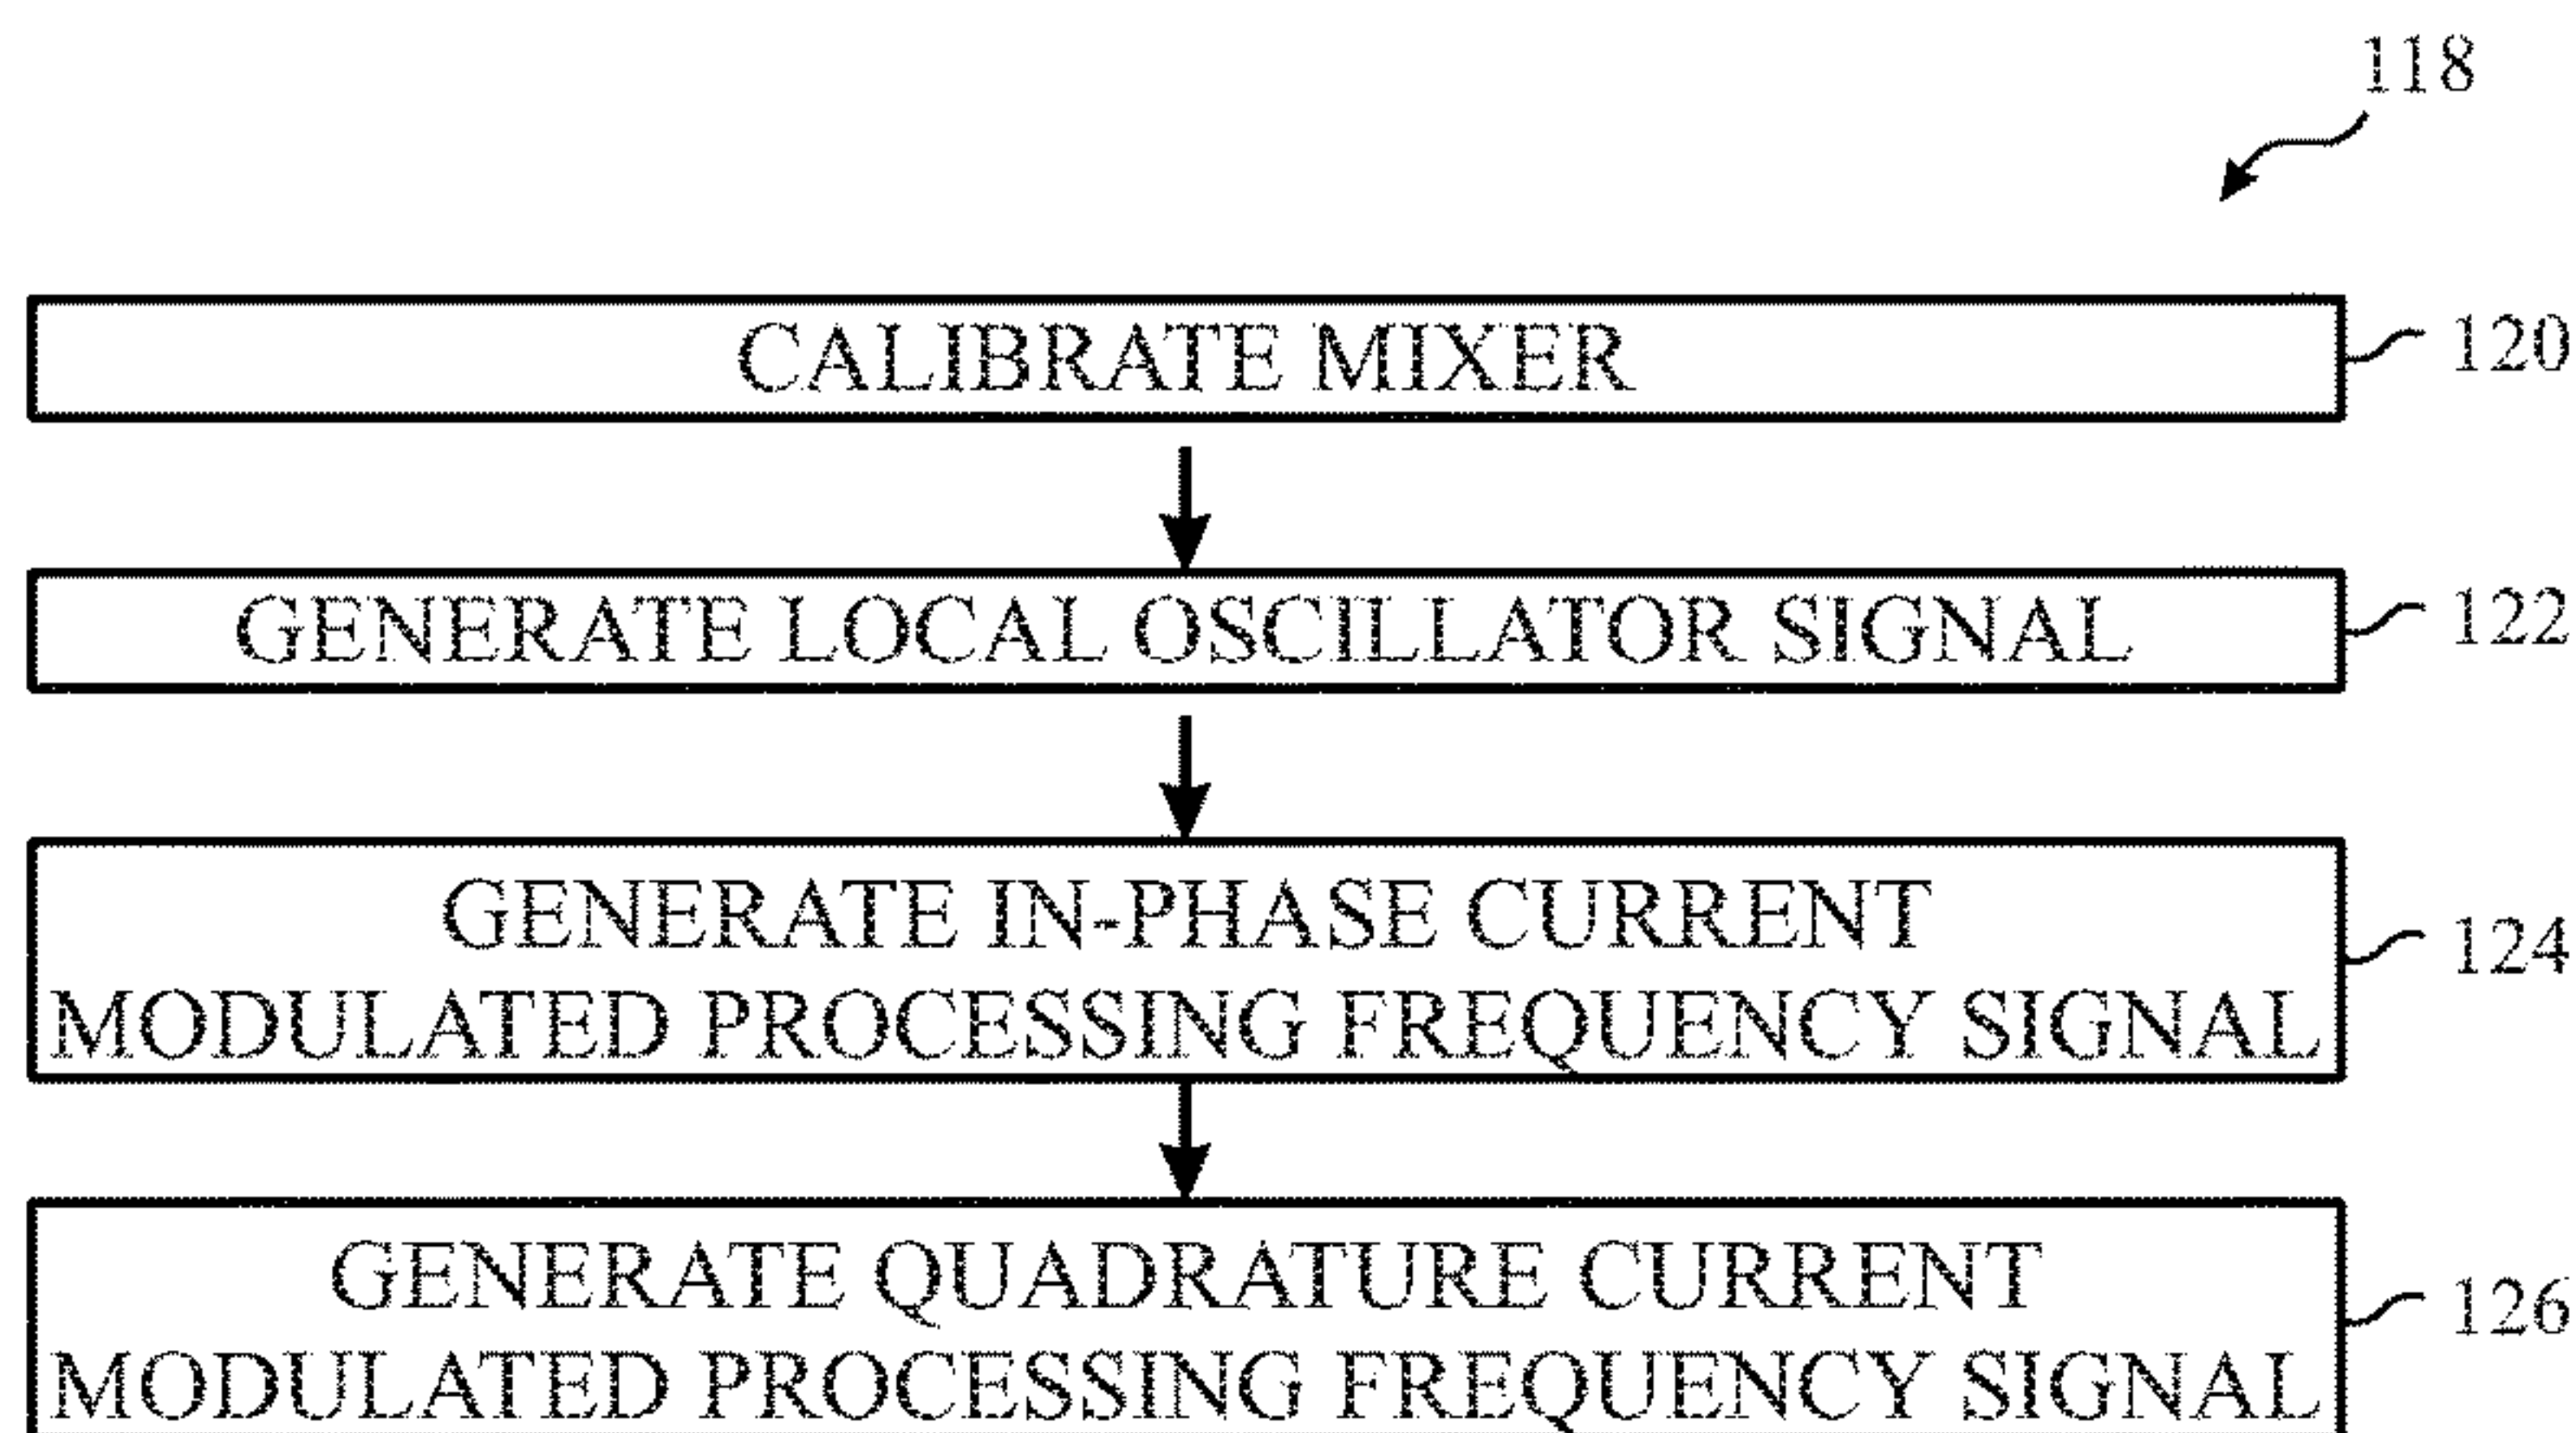 118
CALIBRATE MIXER
120
GENERATE LOCAL OSCILLATOR SIGNAL
122
GENERATE IN-PHASE CURRENT
MODULATED PROCESSING FREQUENCY SIGNAL
124
GENERATE QUADRATURE CURRENT
MODULATED PROCESSING FREQUENCY SIGNAL
126